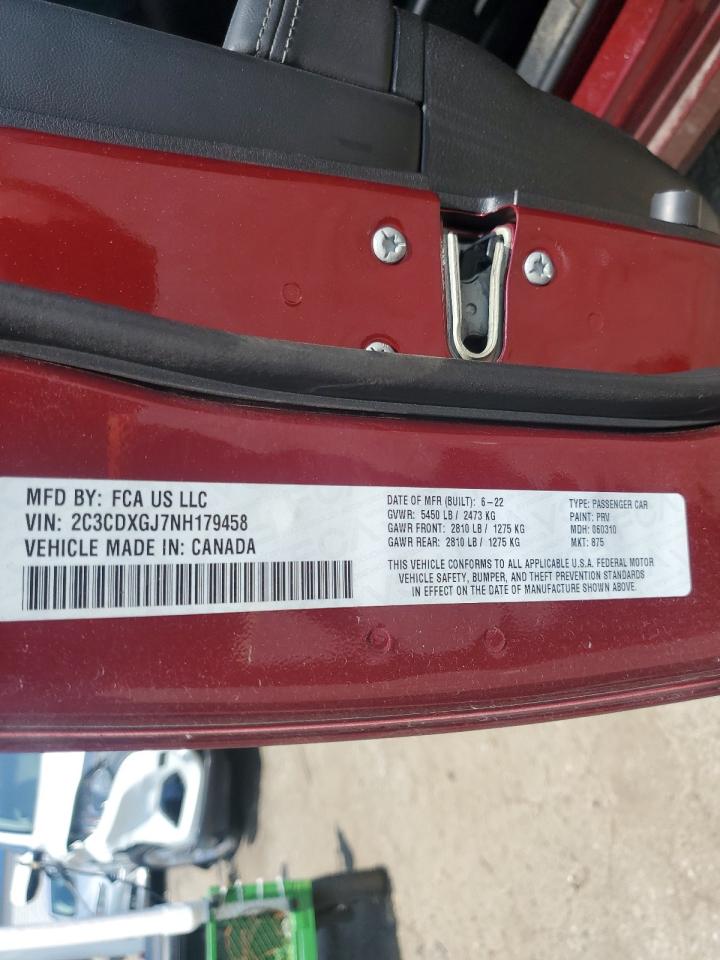 MFD BY: FCA US LLC
VIN: 2C3CDXGJ7NH179458
VEHICLE MADE IN: CANADA
DATE OF MFR (BUILT): 6-22
GVWR: 5450 LB / 2473 KG
GAWR FRONT: 2810 LB / 1275 KG
GAWR REAR: 2810 LB / 1275 KG
TYPE: PASSENGER CAR
PAINT: PRV
MDH: 060310
MKT: 875
THIS VEHICLE CONFORMS TO ALL APPLICABLE U.S.A. FEDERAL MOTOR
VEHICLE SAFETY, BUMPER, AND THEFT PREVENTION STANDARDS
IN EFFECT ON THE DATE OF MANUFACTURE SHOWN ABOVE.